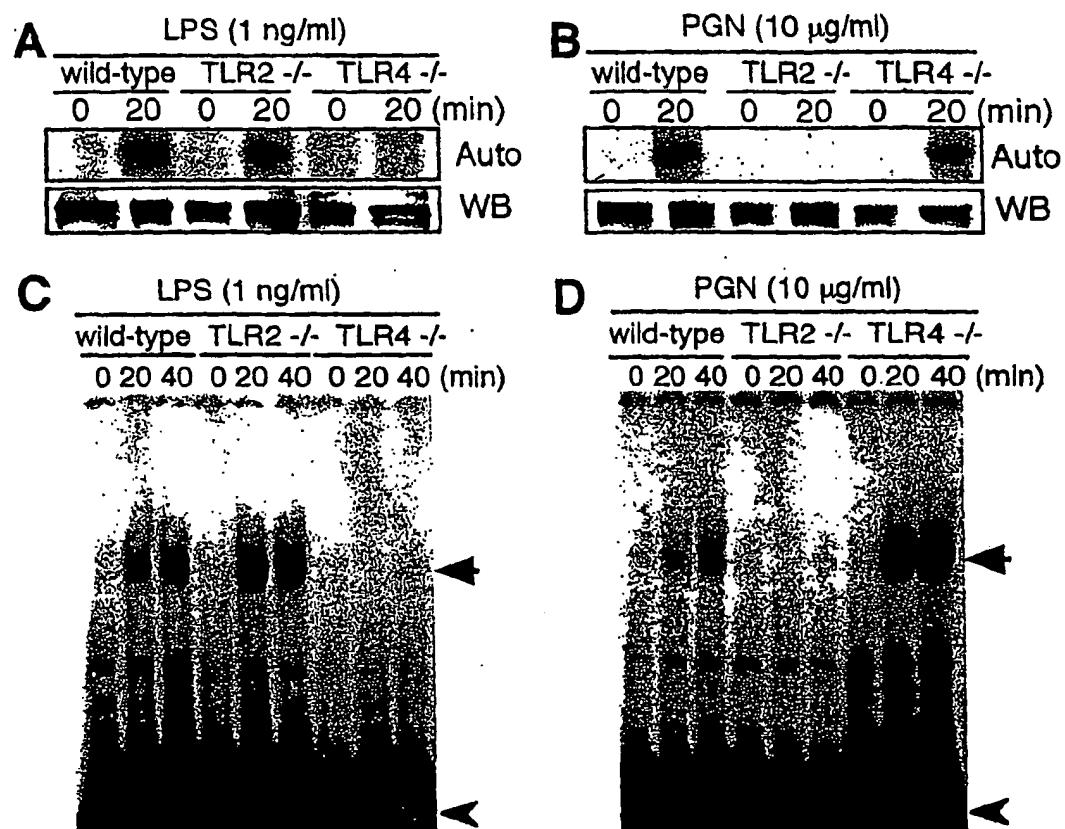 A
LPS (1 ng/ml)
wild-type TLR2 -/- TLR4 -/-
0 20 0 20 0 20 (min)
Auto
WB
B
PGN (10 μg/ml)
wild-type TLR2 -/- TLR4 -/-
0 20 0 20 0 20 (min)
Auto
WB
C
LPS (1 ng/ml)
wild-type TLR2 -/- TLR4 -/-
0 20 40 0 20 40 0 20 40 (min)
D
PGN (10 μg/ml)
wild-type TLR2 -/- TLR4 -/-
0 20 40 0 20 40 0 20 40 (min)